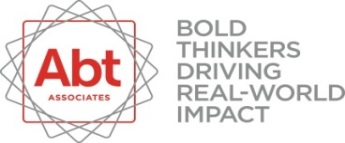 Abt
ASSOCIATES
BOLD
THINKERS
DRIVING
REAL-WORLD
IMPACT